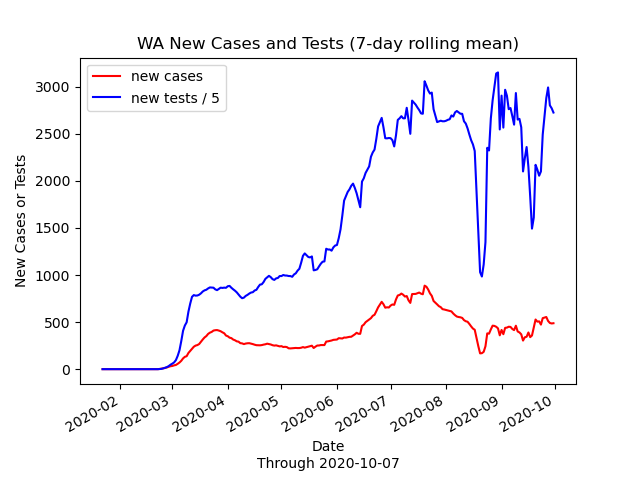 WA New Cases and Tests (7-day rolling mean)
new cases
new tests / 5
New Cases or Tests
3000
2500
2000
1500
1000
500
0
2020-02
2020-03
2020-04
2020-05
2020-06
2020-07
2020-08
2020-09
2020-10
Date
Through 2020-10-07